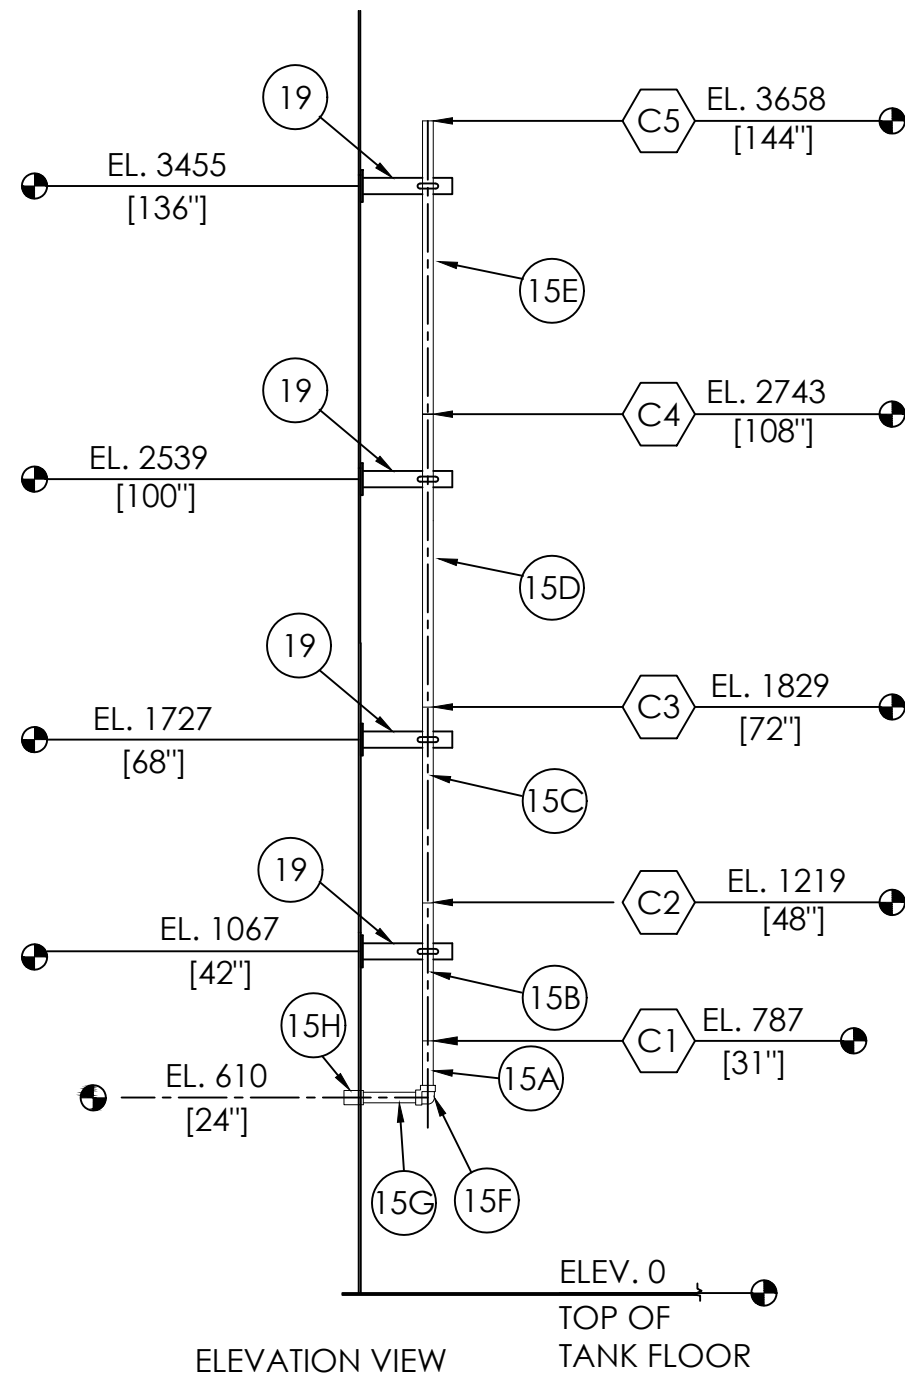 19
C5
EL. 3658
[144"]
EL. 3455
[136"]
15E
19
C4
EL. 2743
[108"]
EL. 2539
[100"]
15D
19
C3
EL. 1829
[72"]
EL. 1727
[68"]
15C
19
C2
EL. 1219
[48"]
EL. 1067
[42"]
15B
15H
C1
EL. 787
[31"]
EL. 610
[24"]
15A
15G
15F
ELEV. 0
TOP OF
TANK FLOOR
ELEVATION VIEW